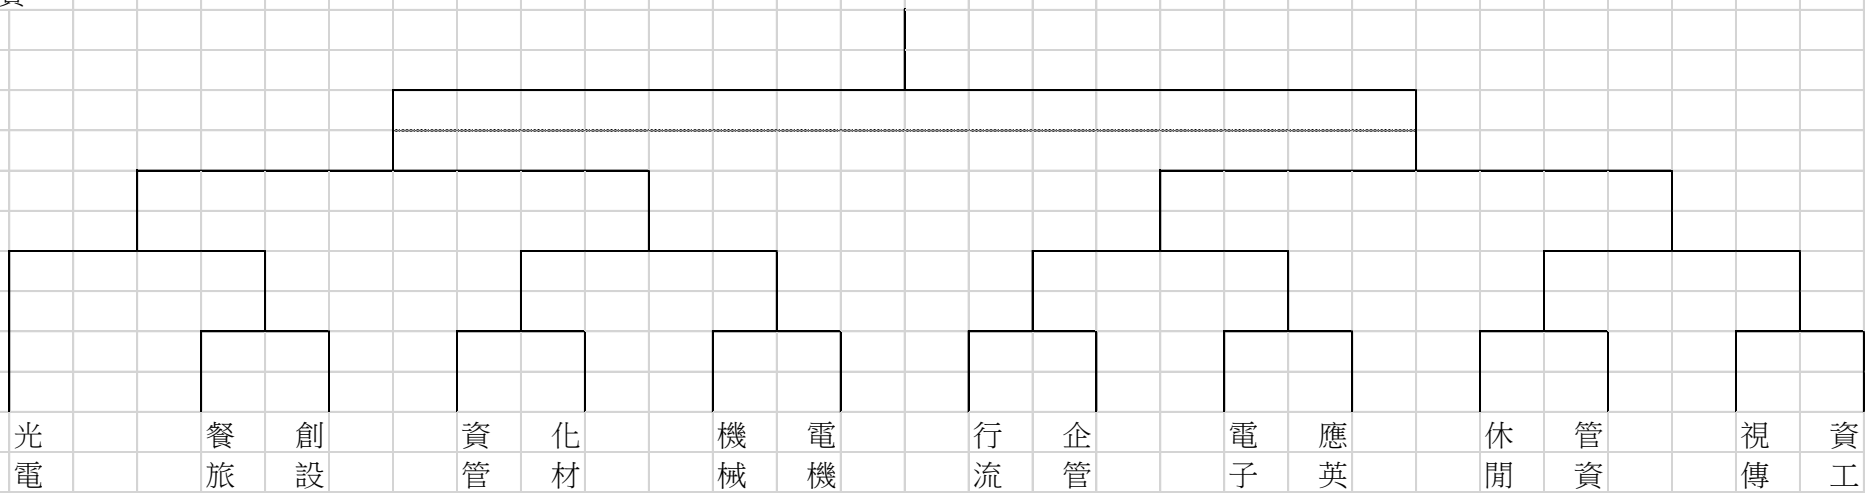 光電
餐旅
創設
資管
化材
機械
電機
行流
企管
電子
應英
休閒
管資
視傳
資工